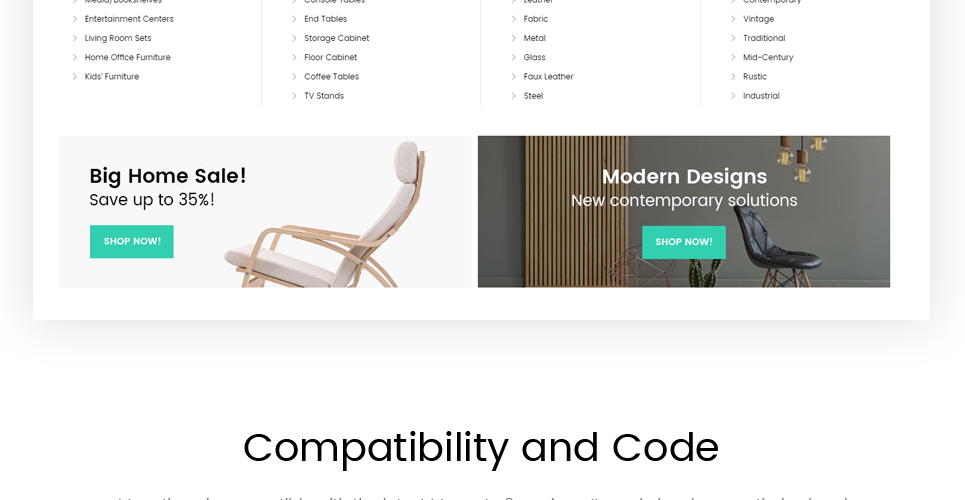 Media/Bookshelves
Entertainment Centers
Living Room Sets
Home Office Furniture
Kids' Furniture
Console Tables
End Tables
Storage Cabinet
Floor Cabinet
Coffee Tables
TV Stands
Leather
Fabric
Metal
Glass
Faux Leather
Steel
Contemporary
Vintage
Traditional
Mid-Century
Rustic
Industrial
Big Home Sale!
Save up to 35%!
SHOP NOW!
Modern Designs
New contemporary solutions
SHOP NOW!
Compatibility and Code